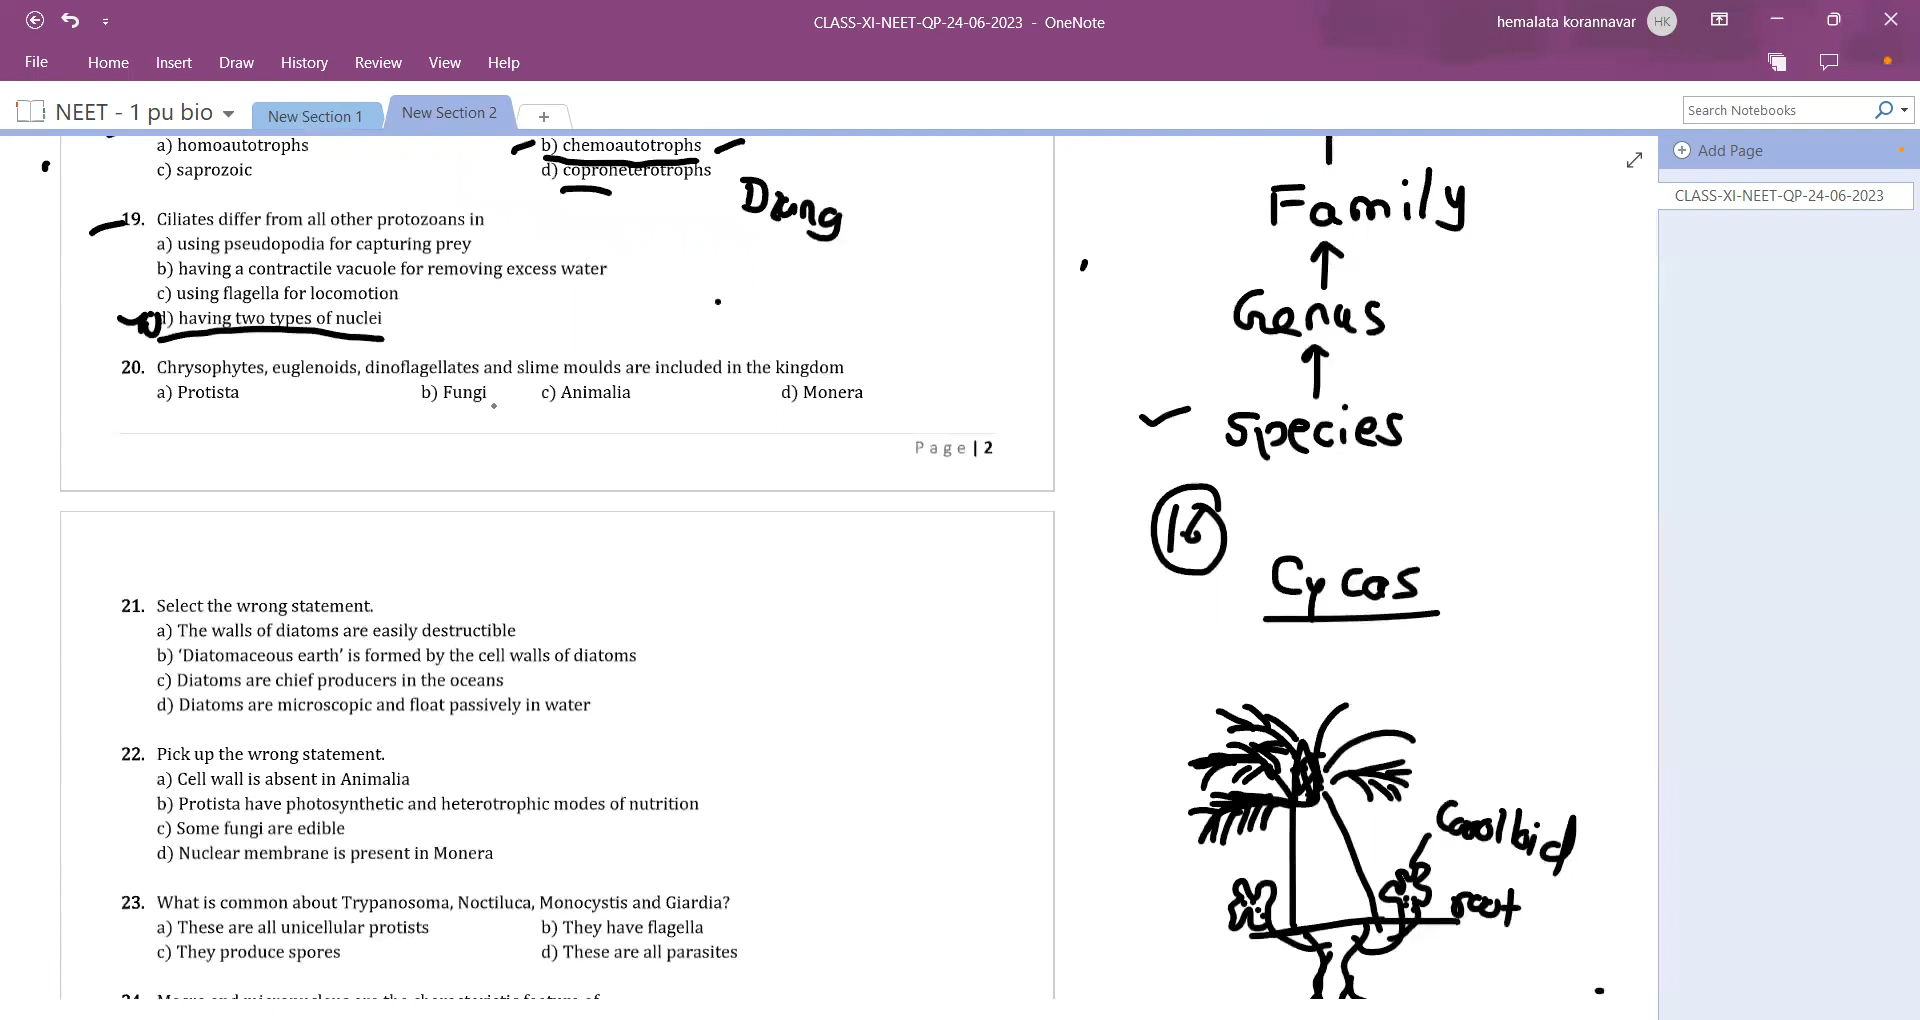 CLASS-XI-NEET-QP-24-06-2023 - OneNote
hemalata korannavar HK
File Home Insert Draw History Review View Help
NEET - 1 pu bio New Section 1 New Section 2 +
Search Notebooks
Add Page
CLASS-XI-NEET-QP-24-06-2023
a) homoautotrophs b) chemoautotrophs
c) saprozoic d) coproheterotrophs
Dung
19. Ciliates differ from all other protozoans in
a) using pseudopodia for capturing prey
b) having a contractile vacuole for removing excess water
c) using flagella for locomotion
d) having two types of nuclei
20. Chrysophytes, euglenoids, dinoflagellates and slime moulds are included in the kingdom
a) Protista b) Fungi c) Animalia d) Monera
Page | 2
21. Select the wrong statement.
a) The walls of diatoms are easily destructible
b) ‘Diatomaceous earth’ is formed by the cell walls of diatoms
c) Diatoms are chief producers in the oceans
d) Diatoms are microscopic and float passively in water
22. Pick up the wrong statement.
a) Cell wall is absent in Animalia
b) Protista have photosynthetic and heterotrophic modes of nutrition
c) Some fungi are edible
d) Nuclear membrane is present in Monera
23. What is common about Trypanosoma, Noctiluca, Monocystis and Giardia?
a) These are all unicellular protists b) They have flagella
c) They produce spores d) These are all parasites
24. Macro and micronucleus are the characteristic feature of
Family
Genus
Species
16
Cycas
root